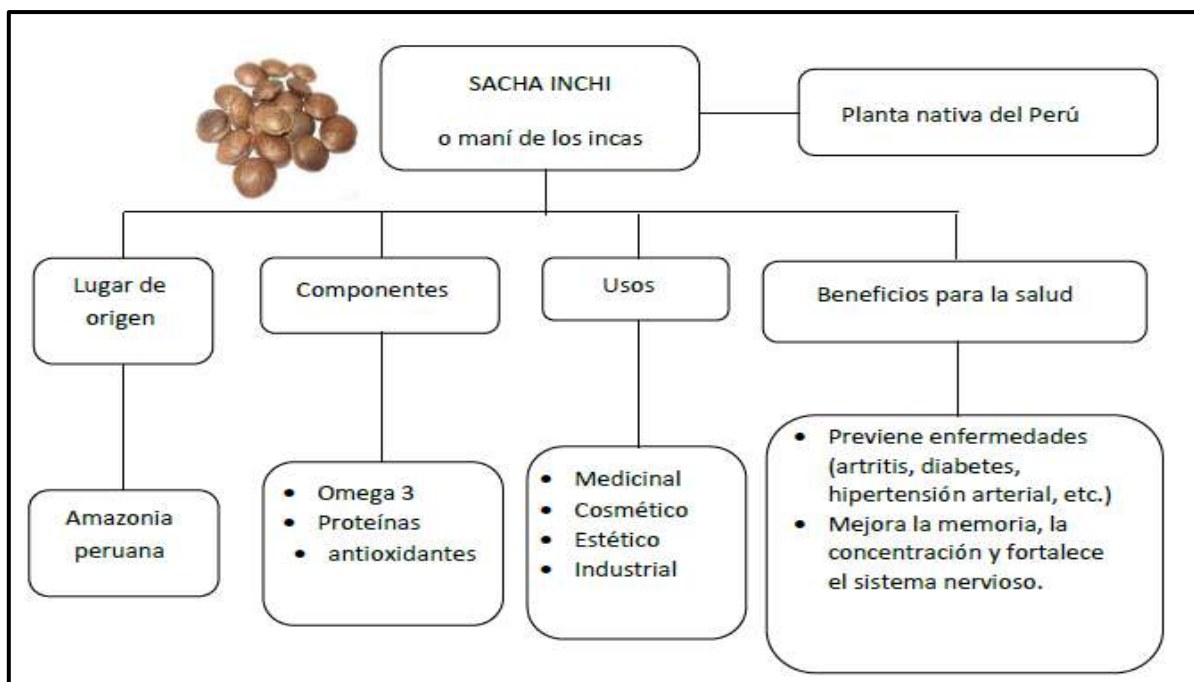 SACHA INCHI
o maní de los incas
Planta nativa del Perú
Lugar de
origen
Componentes
Usos
Beneficios para la salud
Amazonia
peruana
• Omega 3
• Proteínas
• antioxidantes
• Medicinal
• Cosmético
• Estético
• Industrial
• Previene enfermedades
(artritis, diabetes,
hipertensión arterial, etc.)
• Mejora la memoria, la
concentración y fortalece
el sistema nervioso.